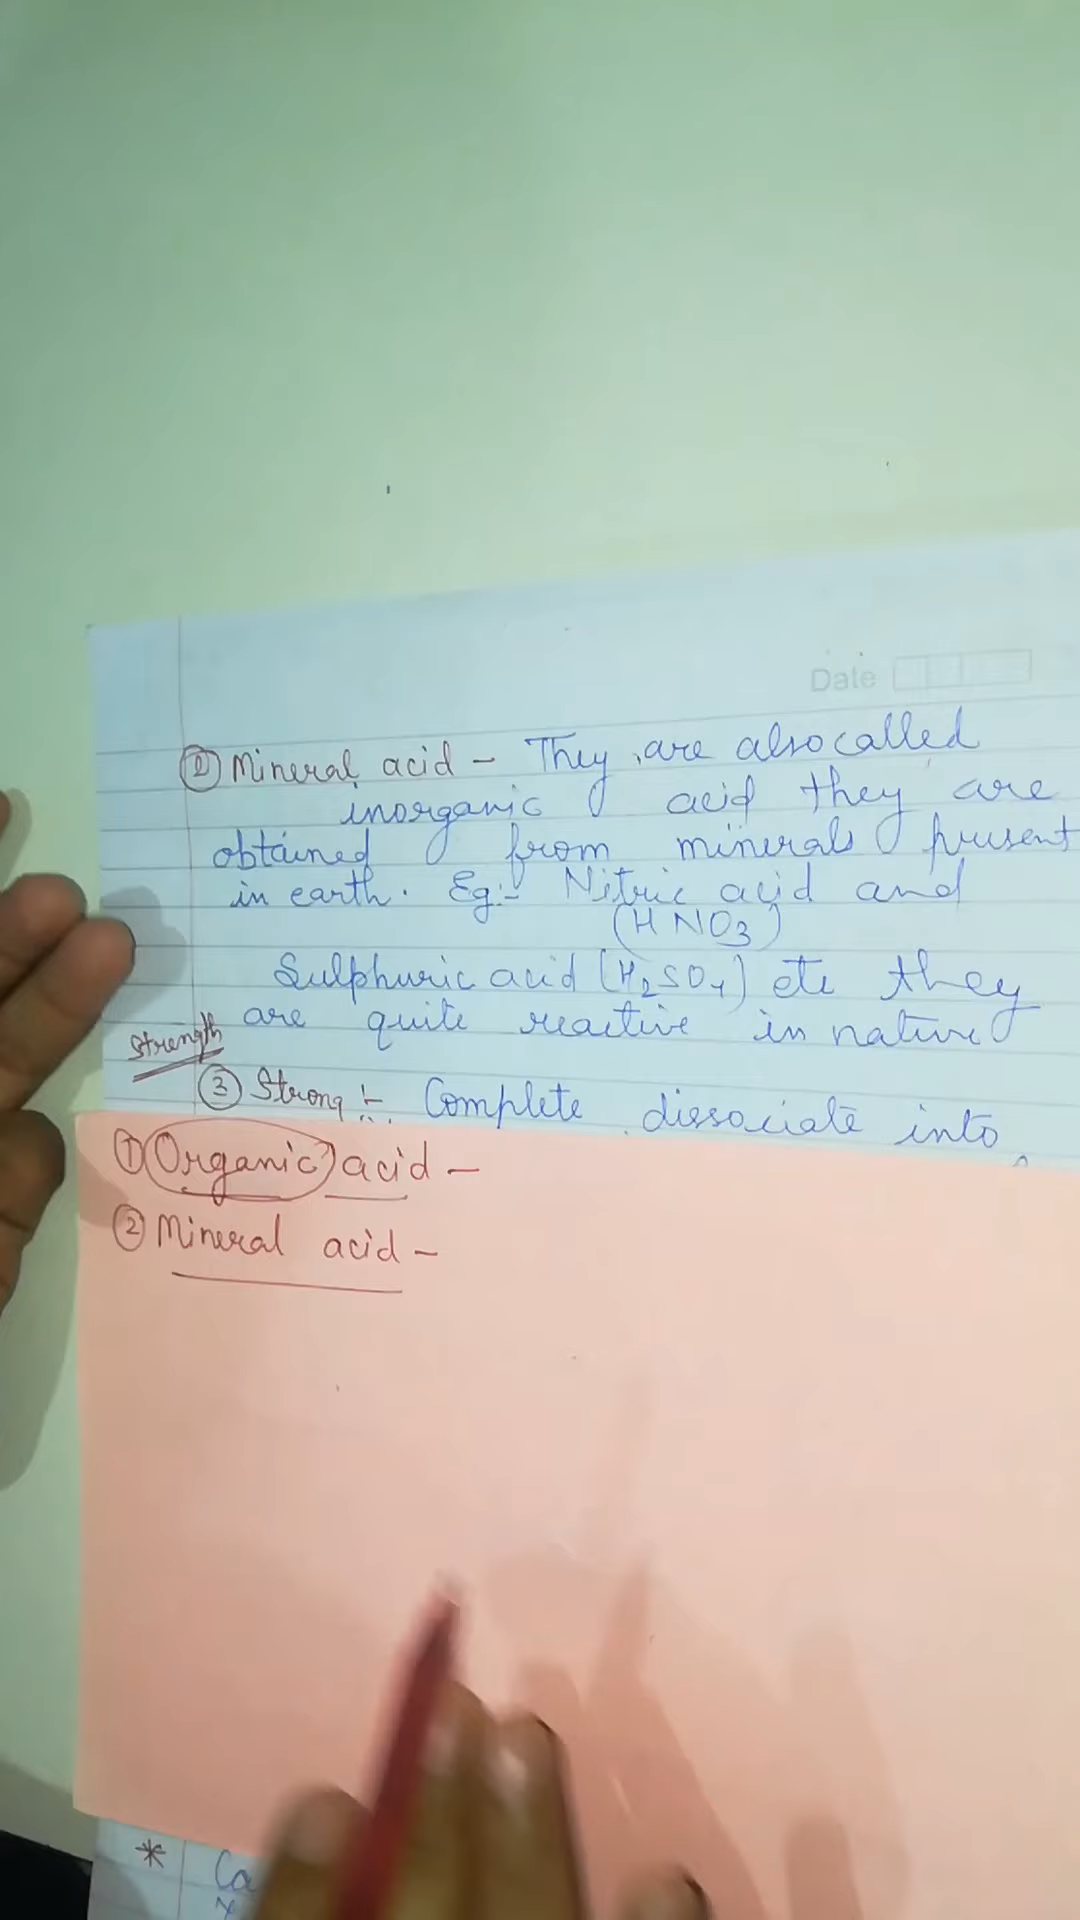 Date
② Mineral acid - They are also called
inorganic acid they are
obtained from minerals present
in earth. Eg:- Nitric acid and
(HNO3)
Sulphuric acid (H2SO4) etc they
are quite reactive in nature
Strength
③ Strong :- Complete dissociate into
① Organic acid -
② Mineral acid -
* Ca